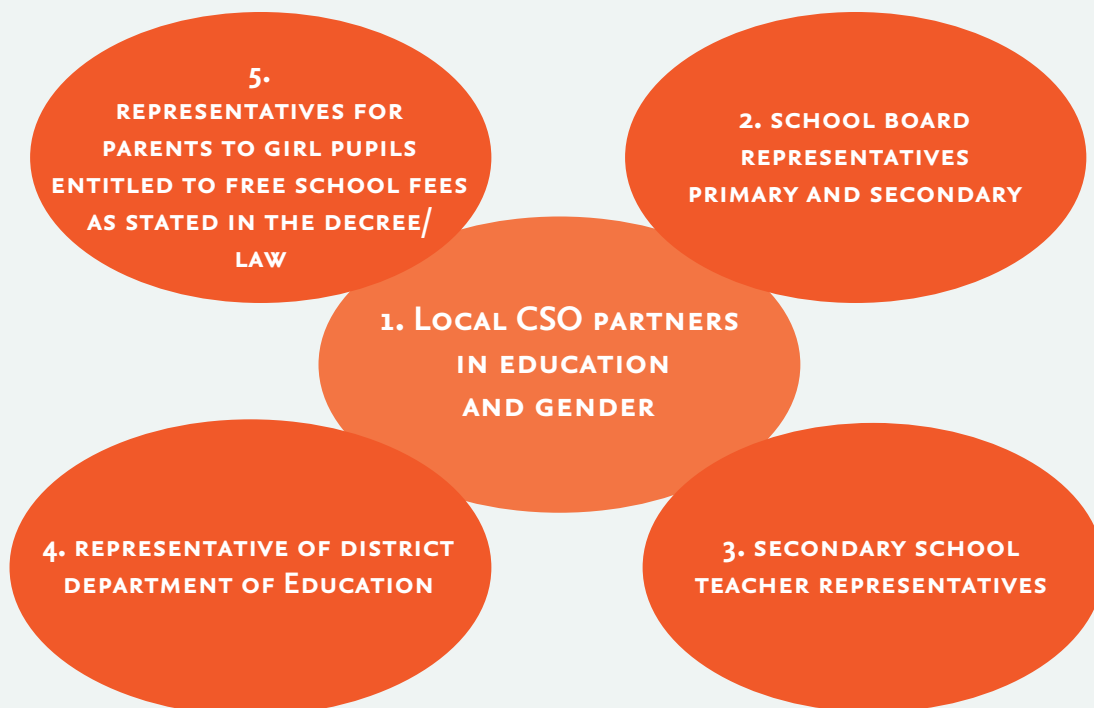 5.
representatives for
parents to girl pupils
entitled to free school fees
as stated in the decree/
law
2. school board
representatives
primary and secondary
1. Local CSO partners
in education
and gender
4. representative of district
department of Education
3. secondary school
teacher representatives